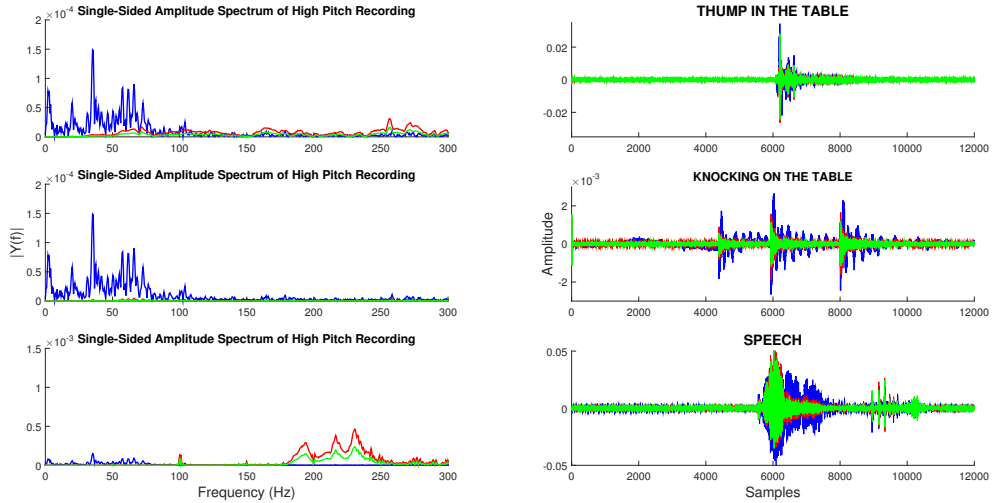 Single-Sided Amplitude Spectrum of High Pitch Recording
×10⁻⁴
2
1.5
1
0.5
0
0 50 100 150 200 250 300
Single-Sided Amplitude Spectrum of High Pitch Recording
×10⁻⁴
2
1.5
1
0.5
0
0 50 100 150 200 250 300
|Y(f)|
Single-Sided Amplitude Spectrum of High Pitch Recording
×10⁻³
1.5
1
0.5
0
0 50 100 150 200 250 300
Frequency (Hz)
THUMP IN THE TABLE
0.02
0
-0.02
0 2000 4000 6000 8000 10000 12000
KNOCKING ON THE TABLE
×10⁻³
2
0
-2
0 2000 4000 6000 8000 10000 12000
Amplitude
SPEECH
0.05
0
-0.05
0 2000 4000 6000 8000 10000 12000
Samples